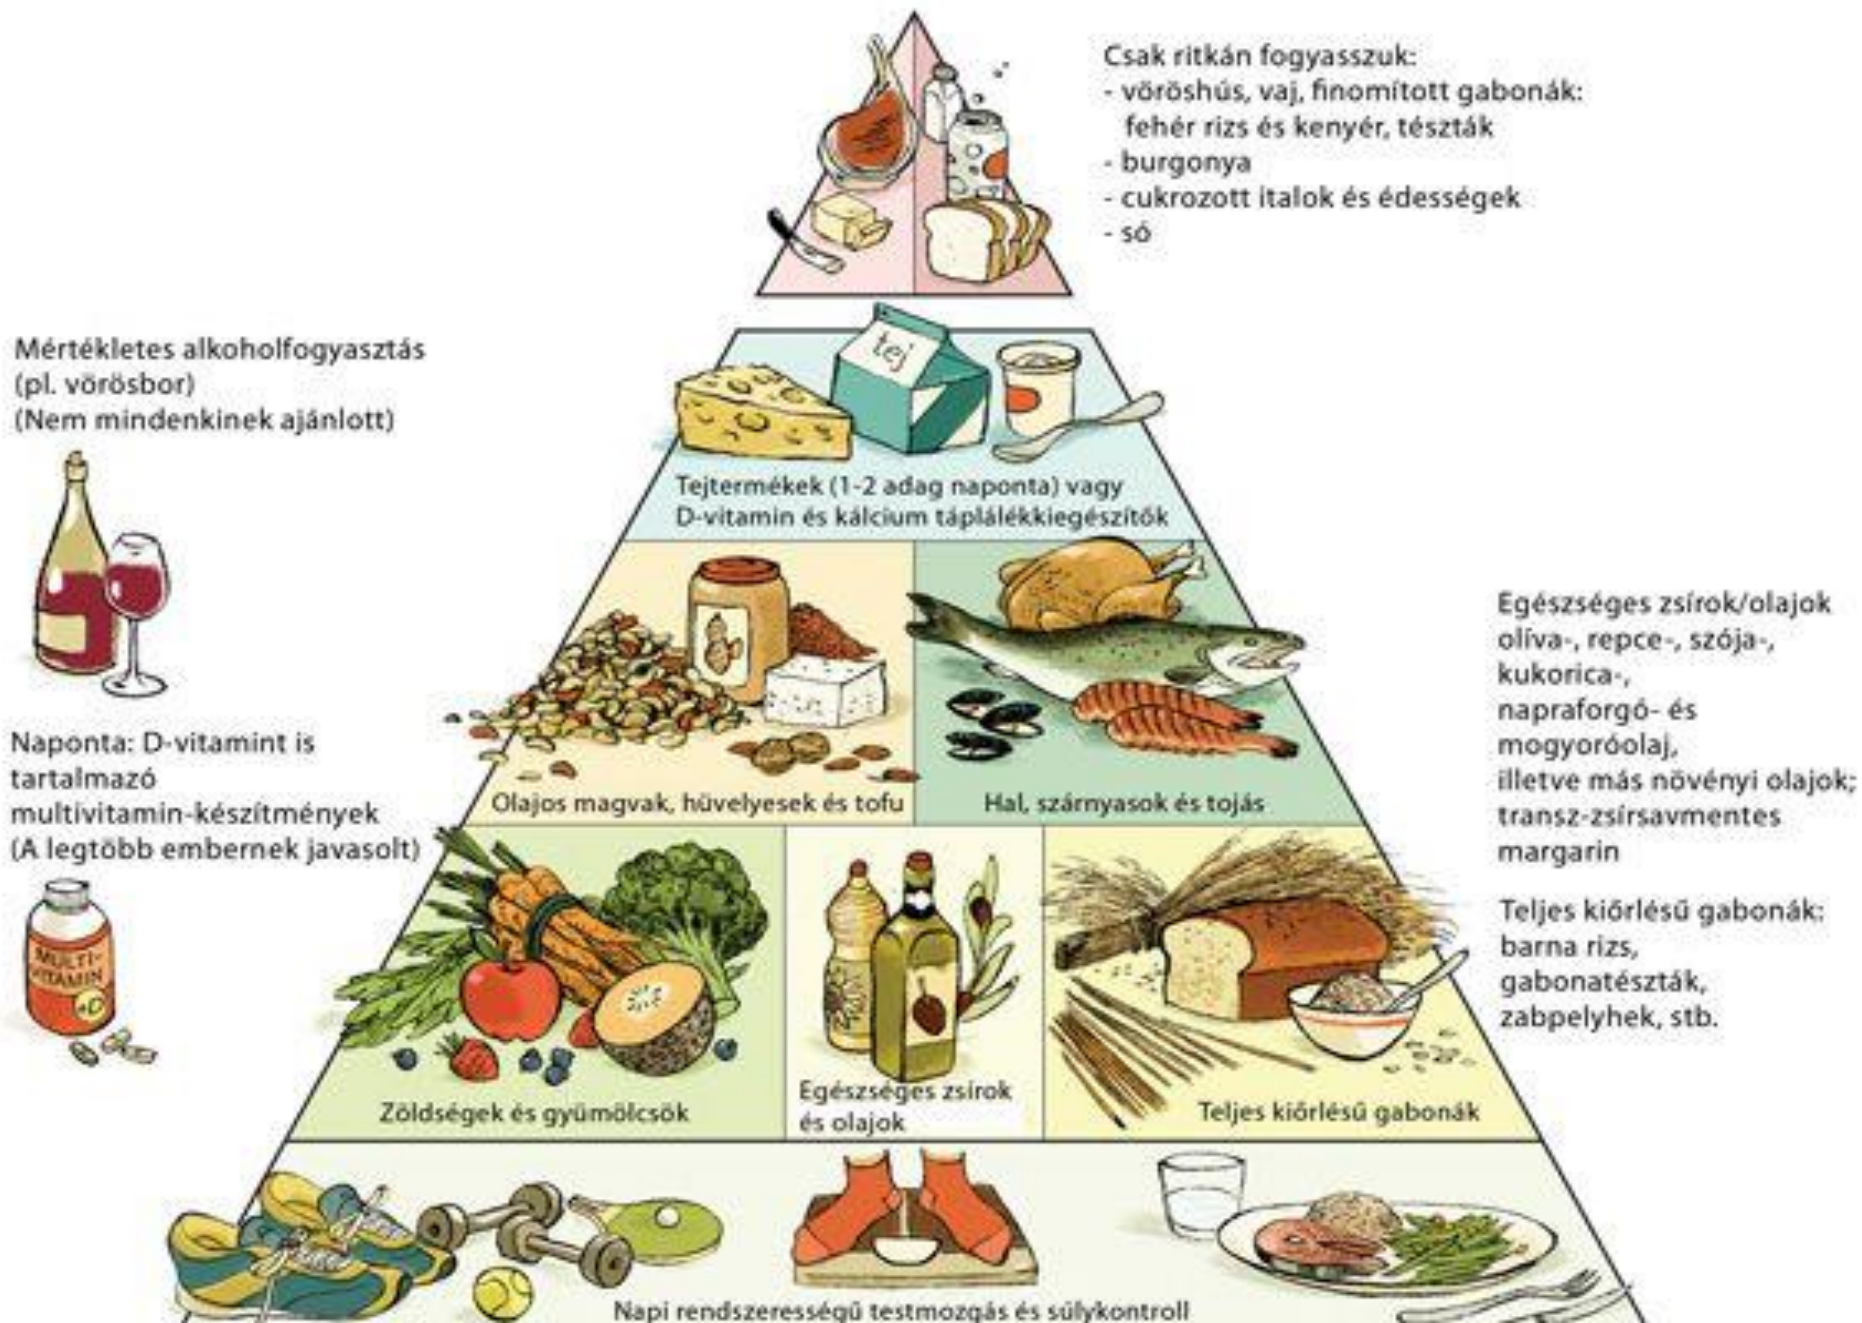 Csak ritkán fogyasszuk:
- vöröshús, vaj, finomított gabonák:
fehér rizs és kenyér, tészták
- burgonya
- cukrozott italok és édességek
- só
Mértékletes alkoholfogyasztás
(pl. vörösbor)
(Nem mindenkinek ajánlott)
tej
Tejtermékek (1-2 adag naponta) vagy
D-vitamin és kálcium táplálékkiegészítők
Egészséges zsírok/olajok
olíva-, repce-, szója-,
kukorica-,
napraforgó- és
mogyoróolaj,
illetve más növényi olajok;
transz-zsírsavmentes
margarin
Naponta: D-vitamint is
tartalmazó
multivitamin-készítmények
(A legtöbb embernek javasolt)
MULTI-
VITAMIN
+D
Olajos magvak, hüvelyesek és tofu
Hal, szárnyasok és tojás
Teljes kiőrlésű gabonák:
barna rizs,
gabonatészták,
zabpelyhek, stb.
Zöldségek és gyümölcsök
Egészséges zsírok
és olajok
Teljes kiőrlésű gabonák
Napi rendszerességű testmozgás és súlykontroll